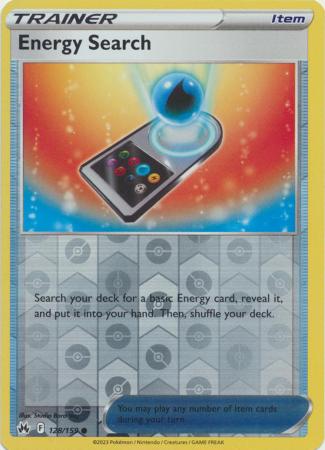 TRAINER
Item
Energy Search
Search your deck for a basic Energy card, reveal it,
and put it into your hand. Then, shuffle your deck.
Illus. Studio Bora Inc.
You may play any number of Item cards
during your turn.
F 128/159
©2023 Pokémon / Nintendo / Creatures / GAME FREAK